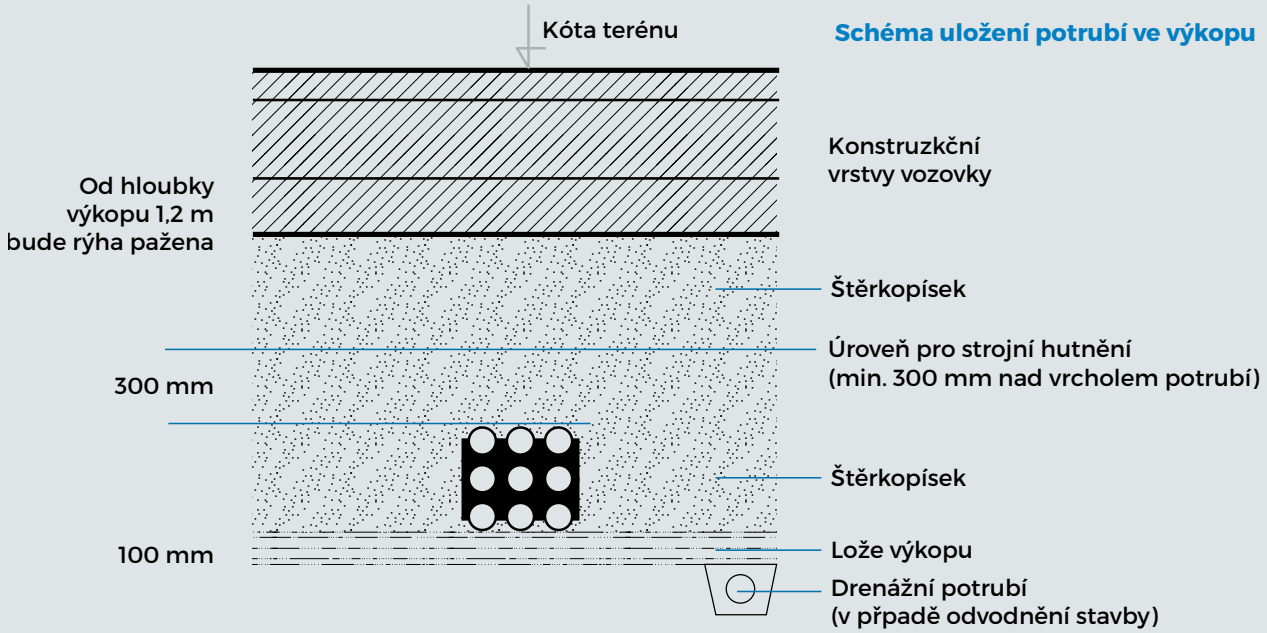 Schéma uložení potrubí ve výkopu
Kóta terénu
Konstruzkční
vrstvy vozovky
Od hloubky
výkopu 1,2 m
bude rýha pažena
Štěrkopísek
Úroveň pro strojní hutnění
(min. 300 mm nad vrcholem potrubí)
300 mm
Štěrkopísek
100 mm
Lože výkopu
Drenážní potrubí
(v přpadě odvodnění stavby)